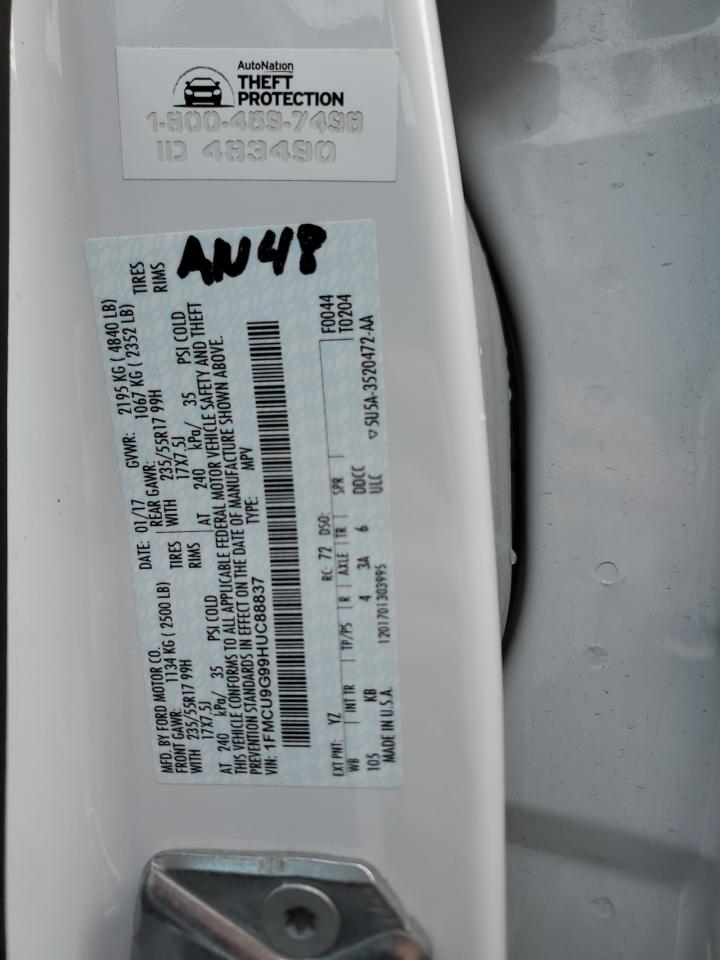 AutoNation
THEFT
PROTECTION
1-800-459-7498
ID 483490
AN48
MFD. BY FORD MOTOR CO. DATE: 01/17 GVWR: 2195 KG ( 4840 LB)
FRONT GAWR: 1134 KG ( 2500 LB) REAR GAWR: 1067 KG ( 2352 LB)
WITH 235/55R17 99H TIRES WITH 235/55R17 99H TIRES
17X7.5J RIMS 17X7.5J RIMS
AT 240 kPa/ 35 PSI COLD AT 240 kPa/ 35 PSI COLD
THIS VEHICLE CONFORMS TO ALL APPLICABLE FEDERAL MOTOR VEHICLE SAFETY AND THEFT
PREVENTION STANDARDS IN EFFECT ON THE DATE OF MANUFACTURE SHOWN ABOVE.
VIN: 1FMCU9G99HUC88837 TYPE: MPV
F0044
T0204
EXT PNT: YZ RC: 72 DSO:
WB INT TR TP/PS R AXLE TR SPR
105 KB 4 3A 6 DDCC
ULC
MADE IN U.S.A. 1201701303995 5U5A-3520472-AA